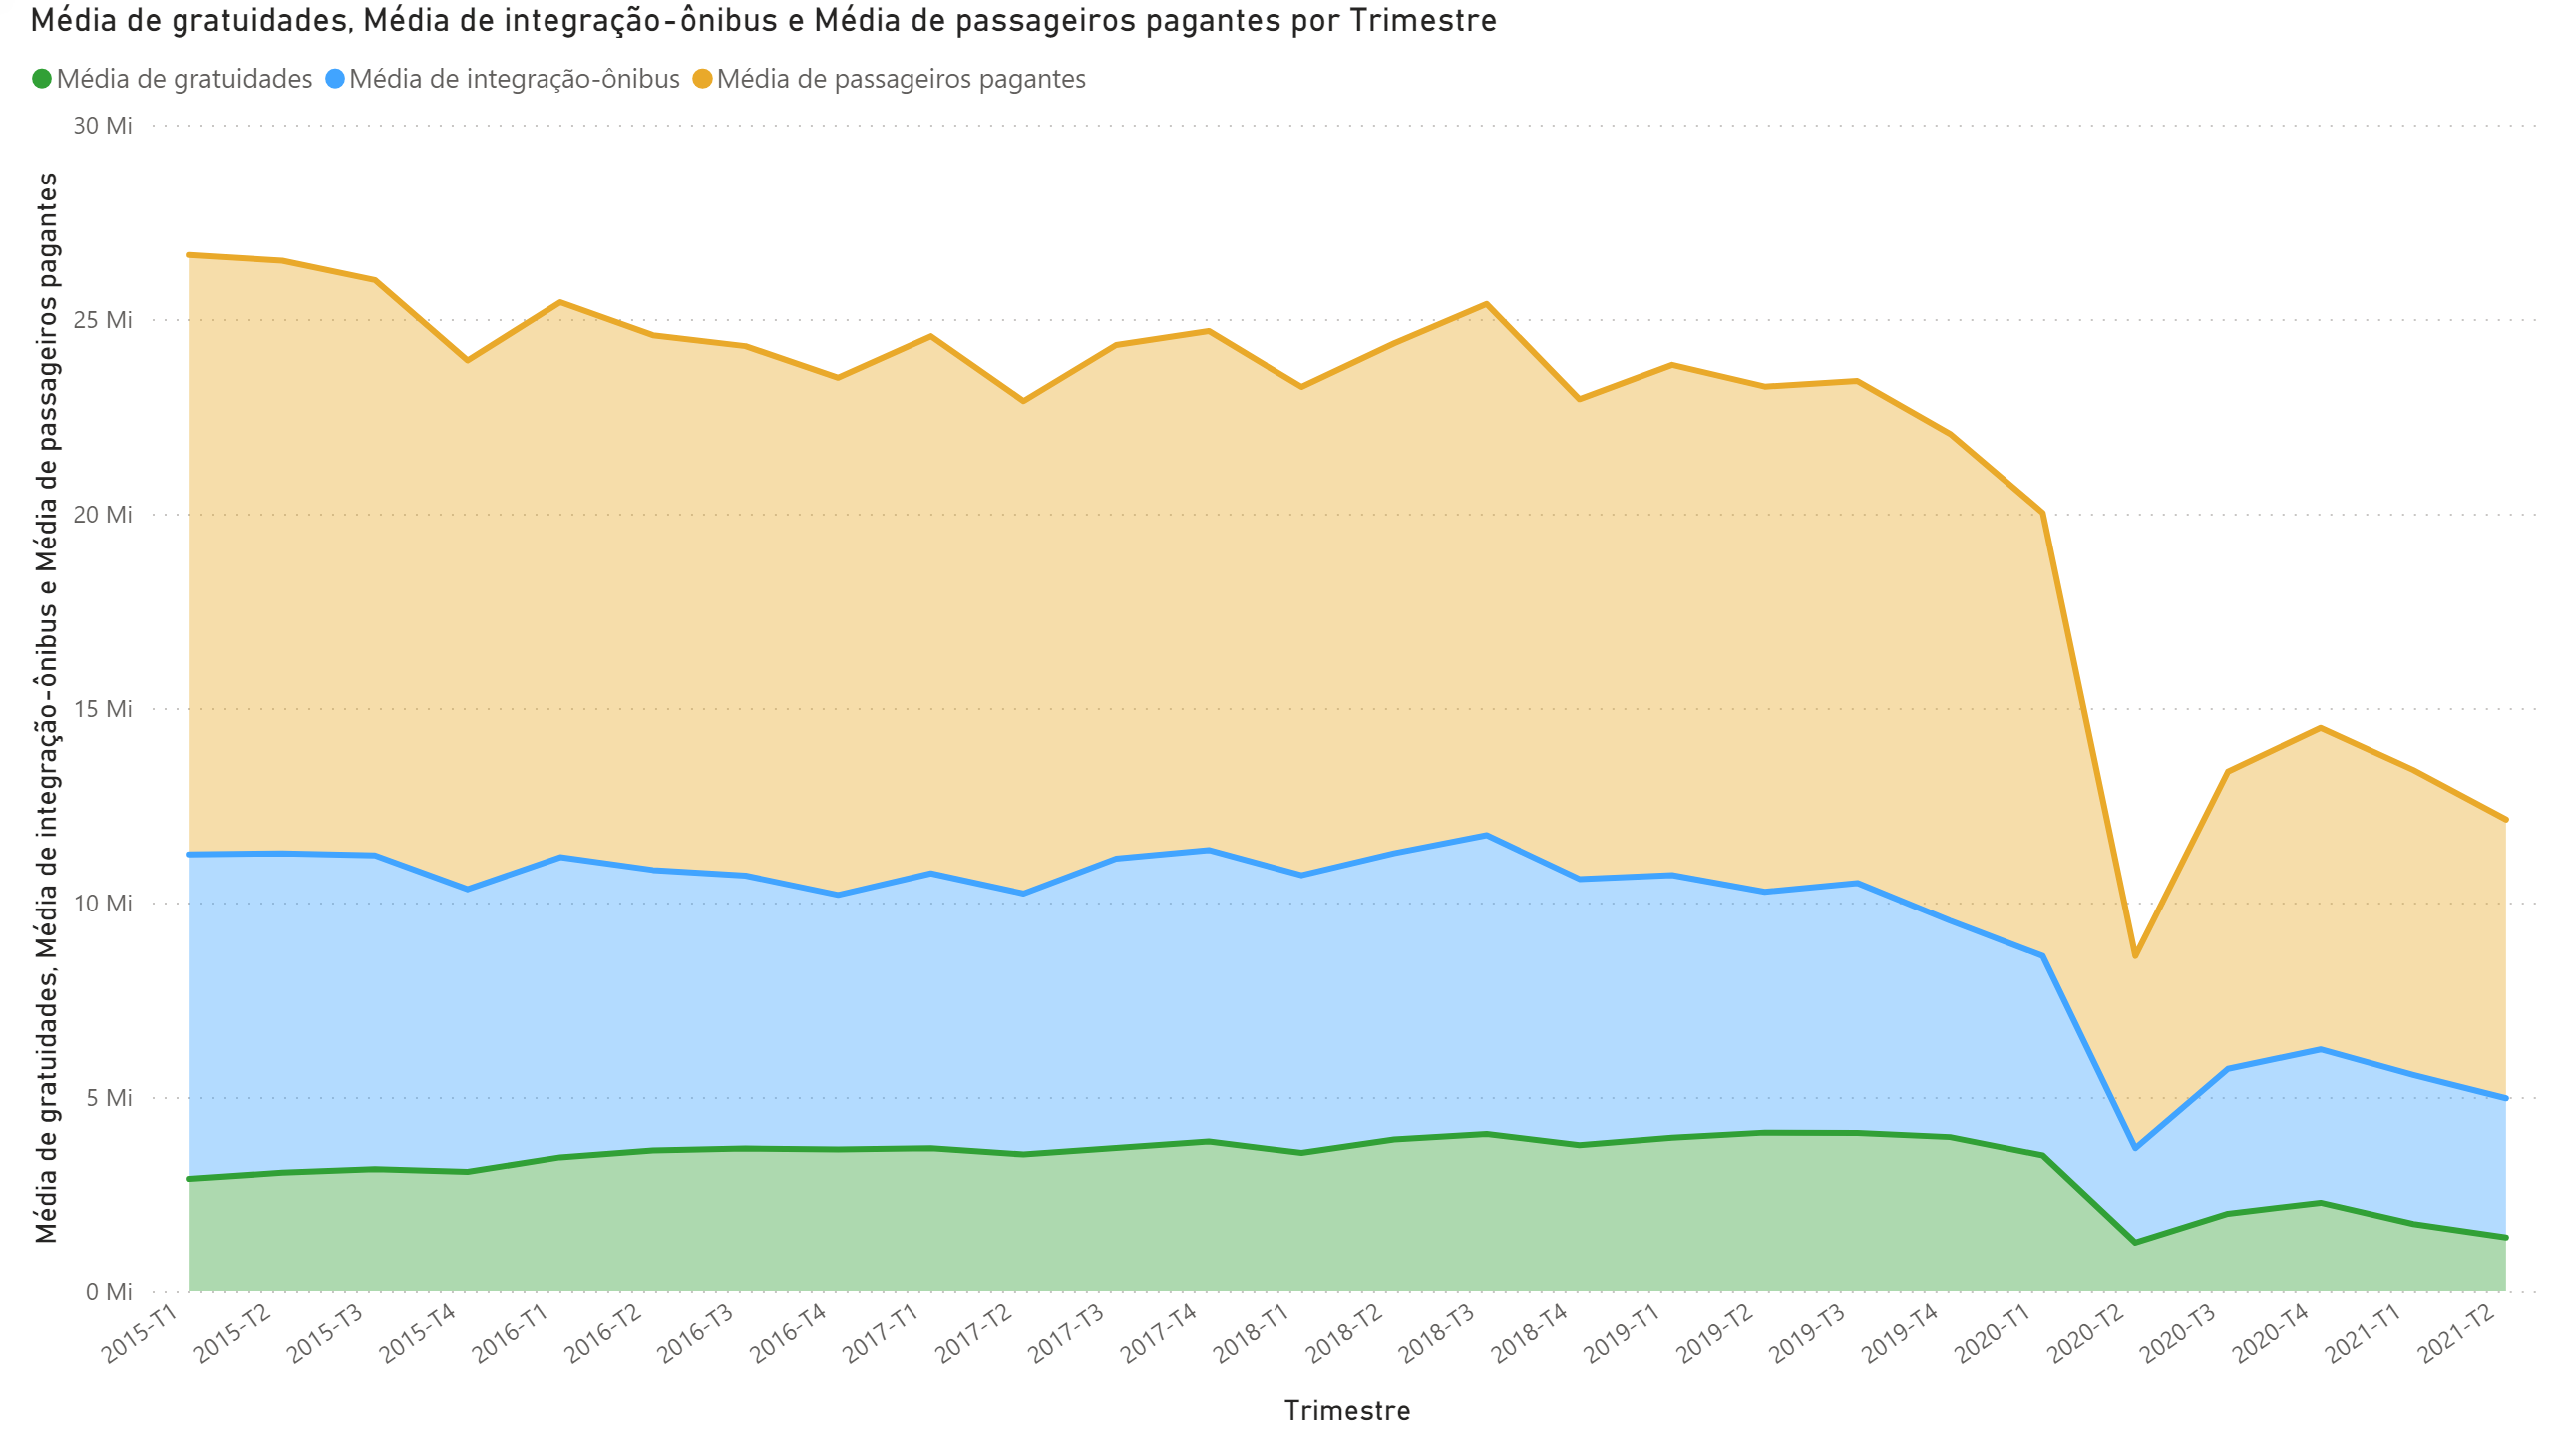 Média de gratuidades, Média de integração-ônibus e Média de passageiros pagantes por Trimestre
Média de gratuidades Média de integração-ônibus Média de passageiros pagantes
Média de gratuidades, Média de integração-ônibus e Média de passageiros pagantes
30 Mi
25 Mi
20 Mi
15 Mi
10 Mi
5 Mi
0 Mi
2015-T1 2015-T2 2015-T3 2015-T4 2016-T1 2016-T2 2016-T3 2016-T4 2017-T1 2017-T2 2017-T3 2017-T4 2018-T1 2018-T2 2018-T3 2018-T4 2019-T1 2019-T2 2019-T3 2019-T4 2020-T1 2020-T2 2020-T3 2020-T4 2021-T1 2021-T2
Trimestre